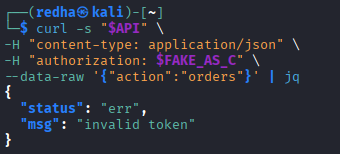 ┌──(redha㉿kali)-[~]
└─$ curl -s "$API" \
-H "content-type: application/json" \
-H "authorization: $FAKE_AS_C" \
--data-raw '{"action":"orders"}' | jq
{
  "status": "err",
  "msg": "invalid token"
}